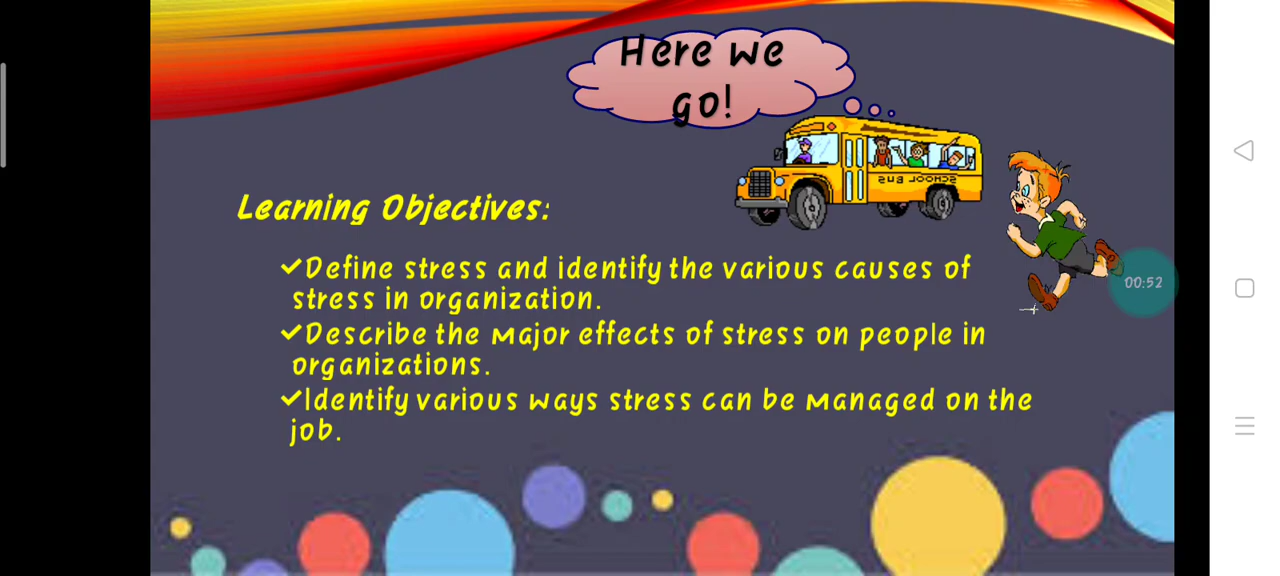 Here we
go!
SCHOOL BUS
Learning Objectives:
✓Define stress and identify the various causes of
stress in organization.
✓Describe the major effects of stress on people in
organizations.
✓Identify various ways stress can be managed on the
job.
00:52